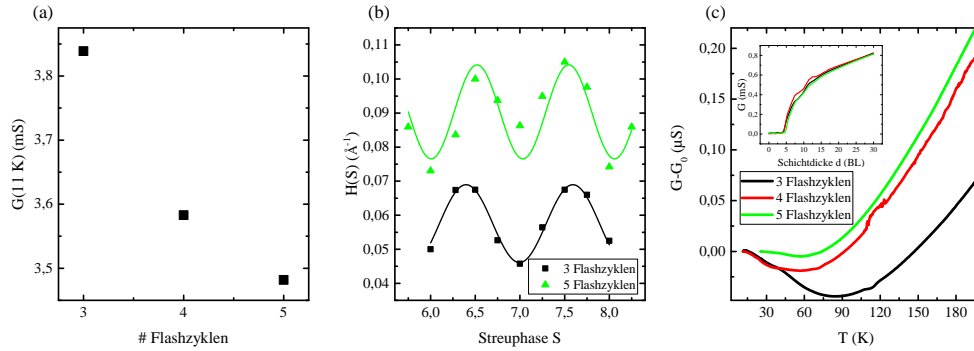 (a)
3,8
3,7
3,6
3,5
3
4
5
G(11 K) (mS)
# Flashzyklen
(b)
0,11
0,10
0,09
0,08
0,07
0,06
0,05
0,04
6,0
6,5
7,0
7,5
8,0
H(S) (Å⁻¹)
Streuphase S
3 Flashzyklen
5 Flashzyklen
(c)
0,20
0,15
0,10
0,05
0,00
30
60
90
120
150
180
G-G₀ (µS)
T (K)
0,8
0,6
0,4
0,2
0,0
0
5
10
15
20
25
30
G (mS)
Schichtdicke d (BL)
3 Flashzyklen
4 Flashzyklen
5 Flashzyklen